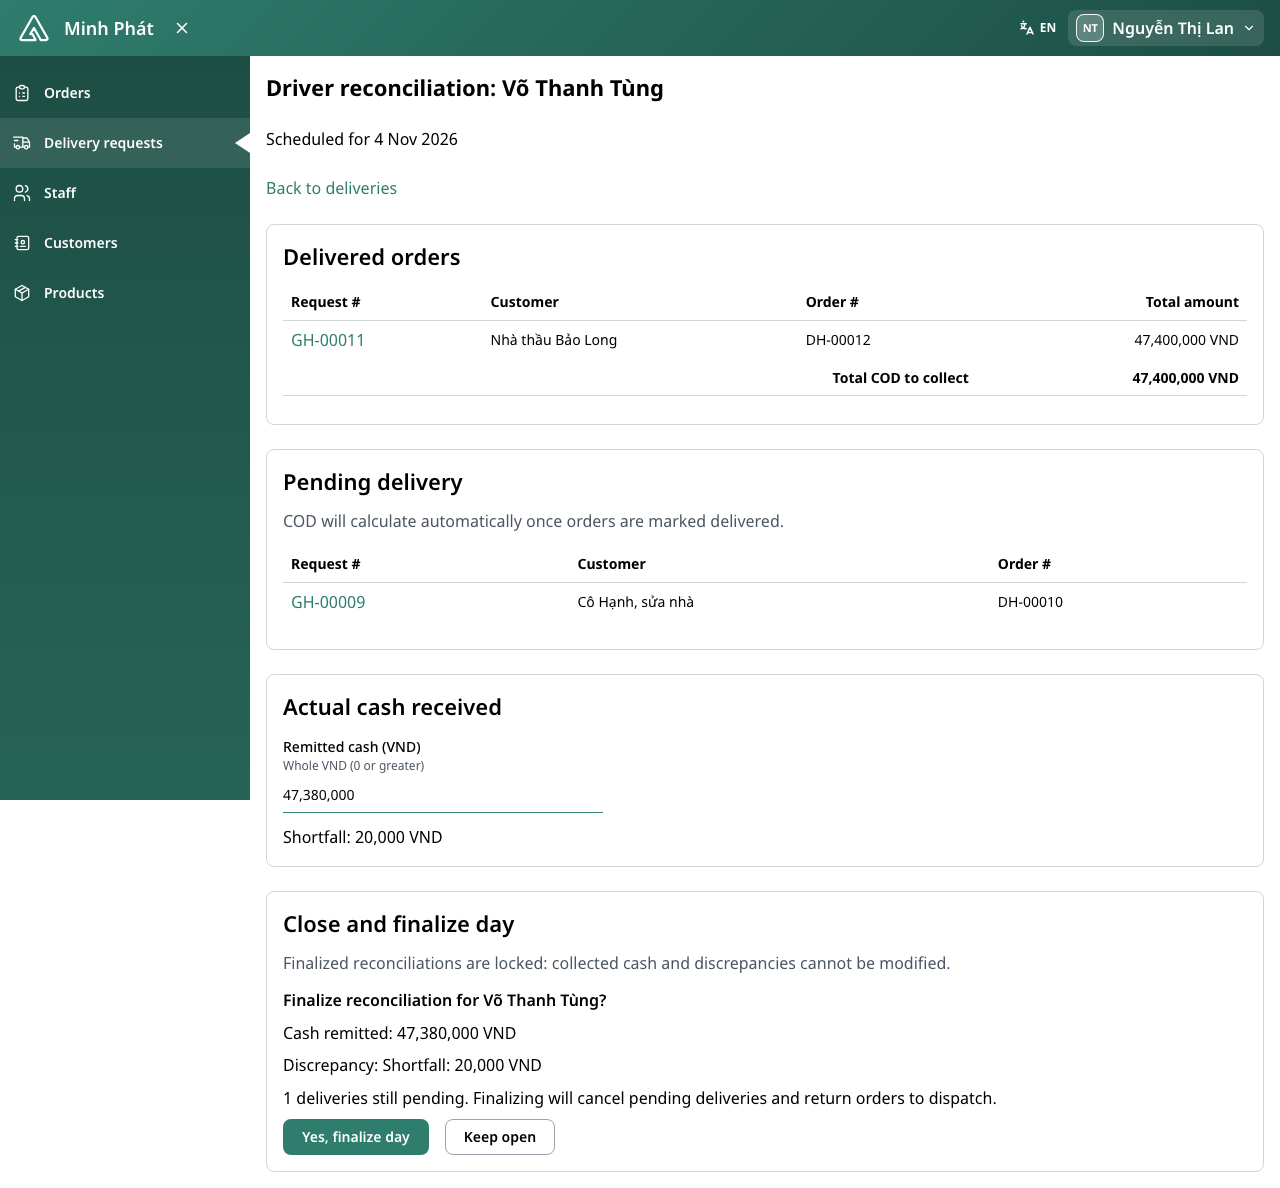 Minh Phát
EN
NT
Nguyễn Thị Lan
Orders
Delivery requests
Staff
Customers
Products
Driver reconciliation: Võ Thanh Tùng
Scheduled for 4 Nov 2026
Back to deliveries
Delivered orders
Request # Customer Order # Total amount
GH-00011 Nhà thầu Bảo Long DH-00012 47,400,000 VND
Total COD to collect 47,400,000 VND
Pending delivery
COD will calculate automatically once orders are marked delivered.
Request # Customer Order #
GH-00009 Cô Hạnh, sửa nhà DH-00010
Actual cash received
Remitted cash (VND)
Whole VND (0 or greater)
47,380,000
Shortfall: 20,000 VND
Close and finalize day
Finalized reconciliations are locked: collected cash and discrepancies cannot be modified.
Finalize reconciliation for Võ Thanh Tùng?
Cash remitted: 47,380,000 VND
Discrepancy: Shortfall: 20,000 VND
1 deliveries still pending. Finalizing will cancel pending deliveries and return orders to dispatch.
Yes, finalize day Keep open